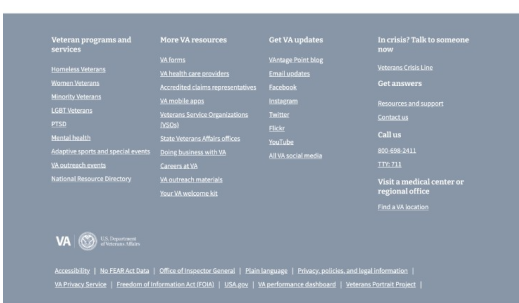 Veteran programs and
services
Homeless Veterans
Women Veterans
Minority Veterans
LGBT Veterans
PTSD
Mental health
Adaptive sports and special events
VA outreach events
National Resource Directory
More VA resources
VA forms
VA health care providers
Accredited claims representatives
VA mobile apps
Veterans Service Organizations
(VSOs)
State Veterans Affairs offices
Doing business with VA
Careers at VA
VA outreach materials
Your VA welcome kit
Get VA updates
VAntage Point blog
Email updates
Facebook
Instagram
Twitter
Flickr
YouTube
All VA social media
In crisis? Talk to someone
now
Veterans Crisis Line
Get answers
Resources and support
Contact us
Call us
800-698-2411
TTY: 711
Visit a medical center or
regional office
Find a VA location
VA | U.S. Department
of Veterans Affairs
Accessibility | No FEAR Act Data | Office of Inspector General | Plain language | Privacy, policies, and legal information |
VA Privacy Service | Freedom of Information Act (FOIA) | USA.gov | VA performance dashboard | Veterans Portrait Project |